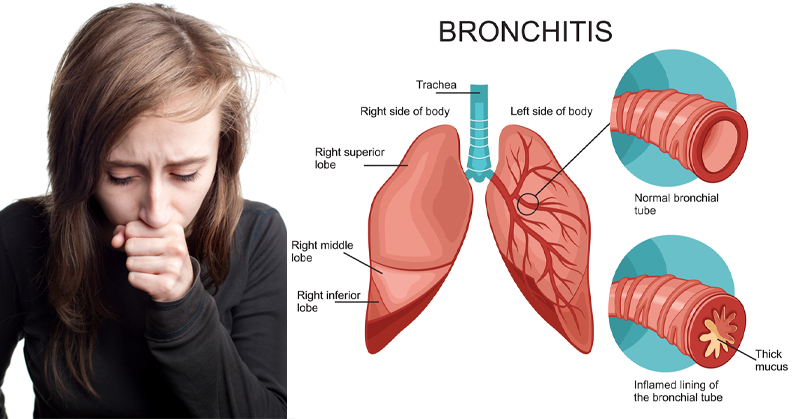 BRONCHITIS
Trachea
Right side of body
Left side of body
Right superior
lobe
Normal bronchial
tube
Right middle
lobe
Right inferior
lobe
Thick
mucus
Inflamed lining of
the bronchial tube